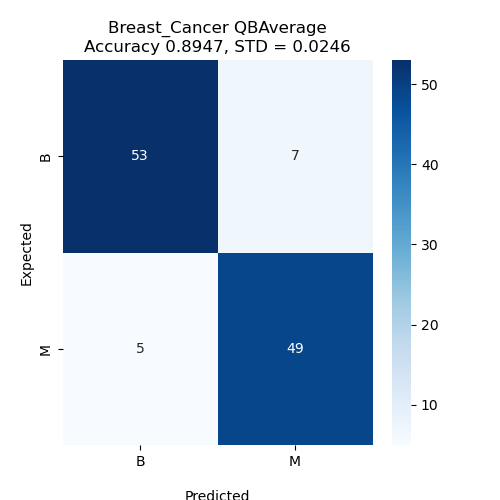 Breast_Cancer QBAverage
Accuracy 0.8947, STD = 0.0246
Expected
B
M
53
7
5
49
B
M
Predicted
50
40
30
20
10